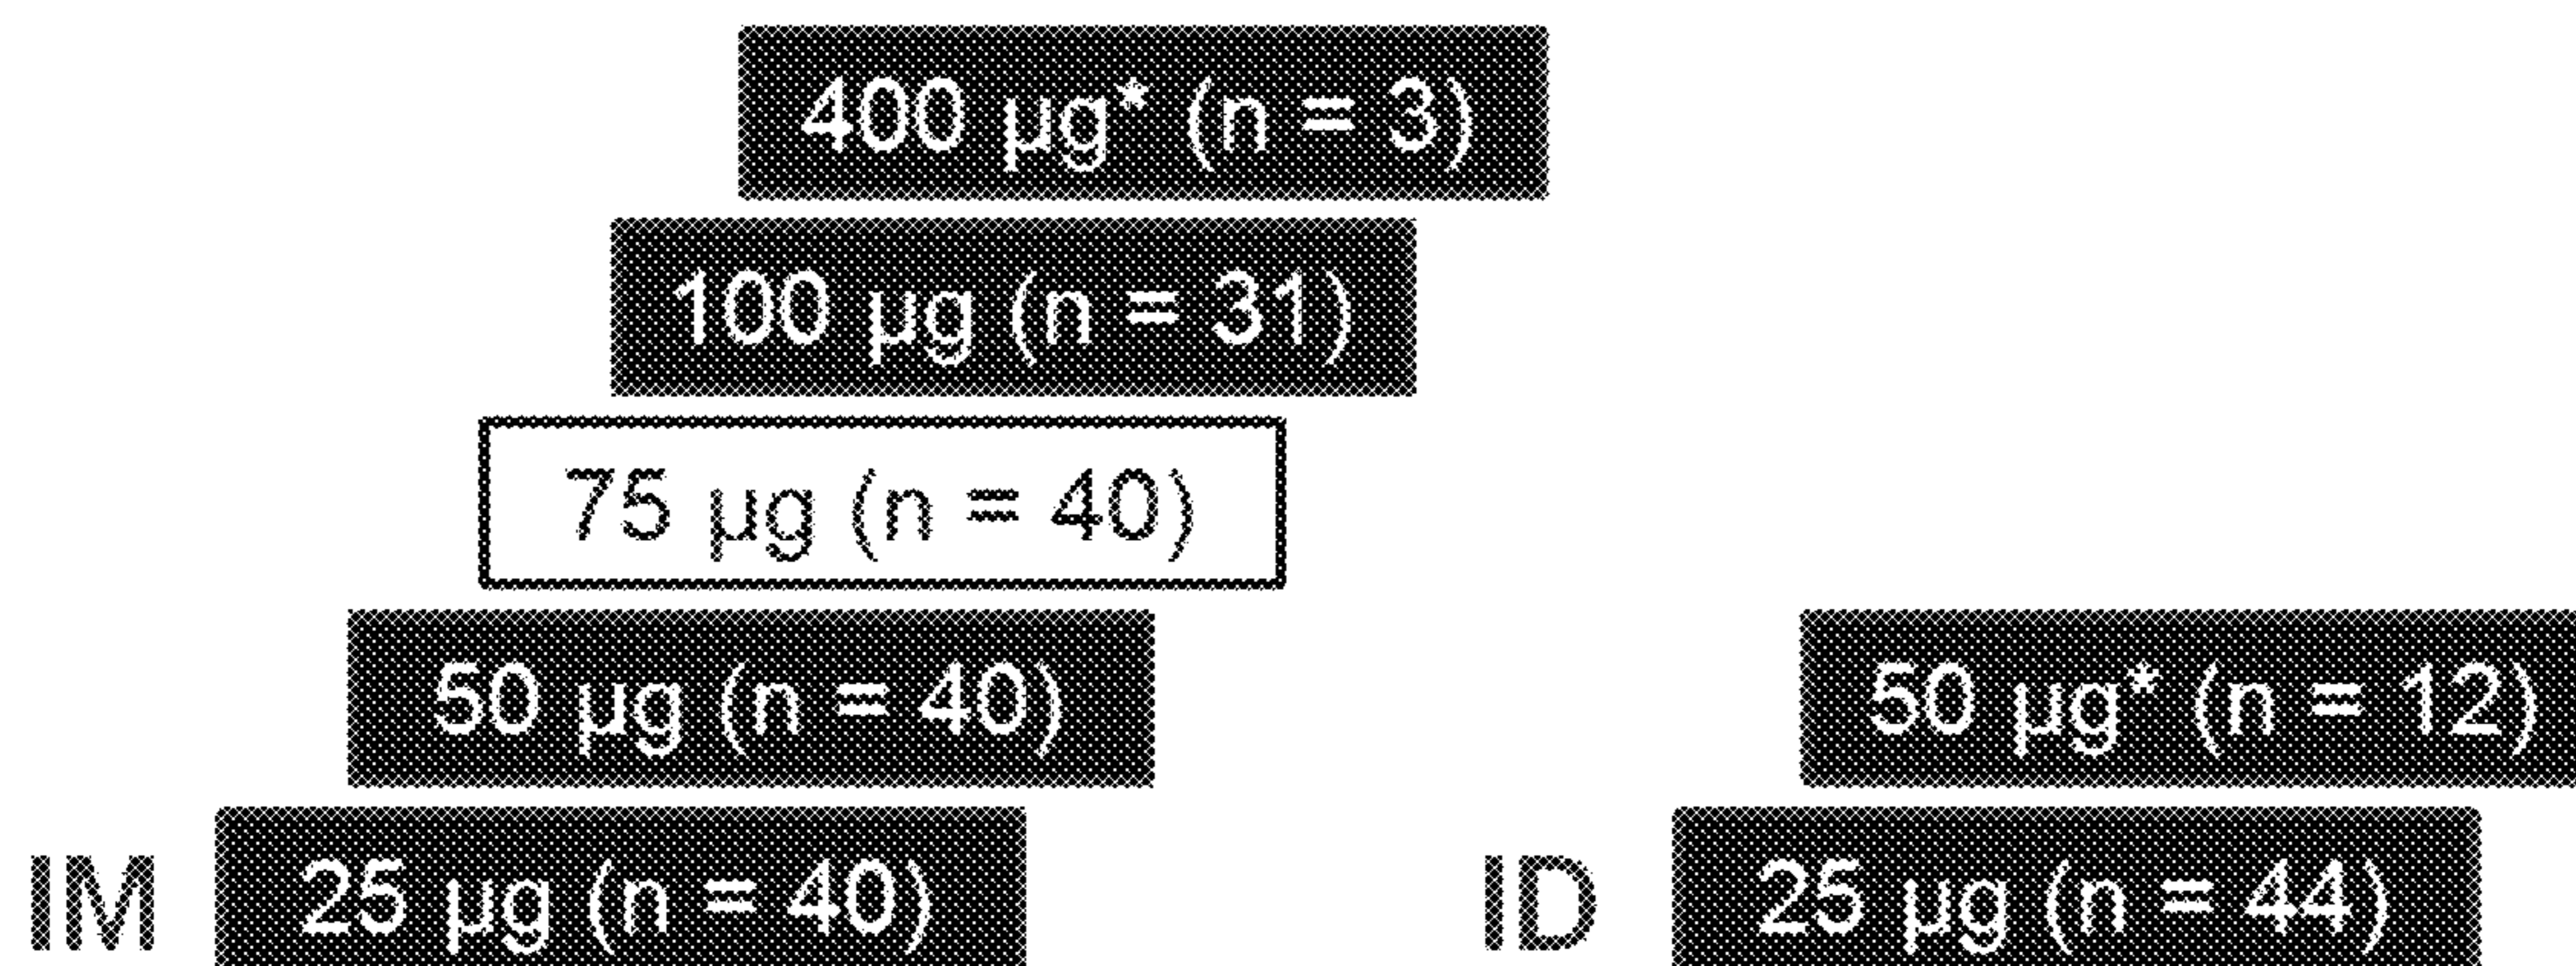 400 µg* (n = 3)
100 µg (n = 31)
75 µg (n = 40)
50 µg (n = 40)
50 µg* (n = 12)
IM
25 µg (n = 40)
ID
25 µg (n = 44)